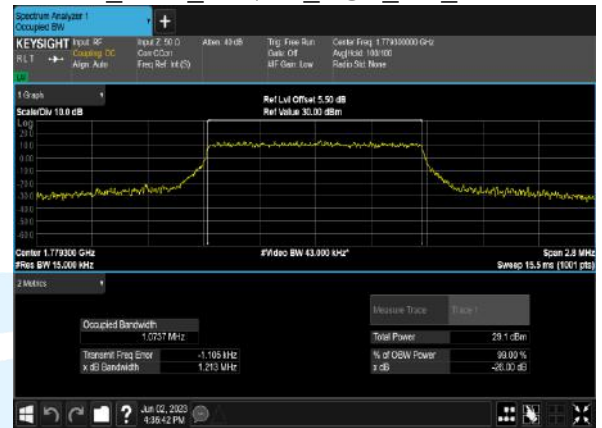 Spectrum Analyzer 1
Occupied BW
KEYSIGHT
Input: RF
Coupling: DC
Align: Auto
Input Z: 50 Ω
Corr CCorr
Freq Ref: Int (S)
Atten: 40 dB
Trig: Free Run
Gate: Off
#IF Gain: Low
Center Freq: 1.779300000 GHz
Avg|Hold: 100/100
Radio Std: None
RLT
1 Graph
Scale/Div 10.0 dB
Ref Lvl Offset 5.50 dB
Ref Value 30.00 dBm
Log
20.0
10.0
0.00
-10.0
-20.0
-30.0
-40.0
-50.0
-60.0
Center 1.779300 GHz
#Res BW 15.000 kHz
#Video BW 43.000 kHz*
Span 2.8 MHz
Sweep 15.5 ms (1001 pts)
2 Metrics
Measure Trace
Trace 1
Occupied Bandwidth
1.0737 MHz
Total Power
29.1 dBm
Transmit Freq Error
-1.105 kHz
% of OBW Power
99.00 %
x dB Bandwidth
1.213 MHz
x dB
-26.00 dB
Jun 02, 2023
4:36:42 PM